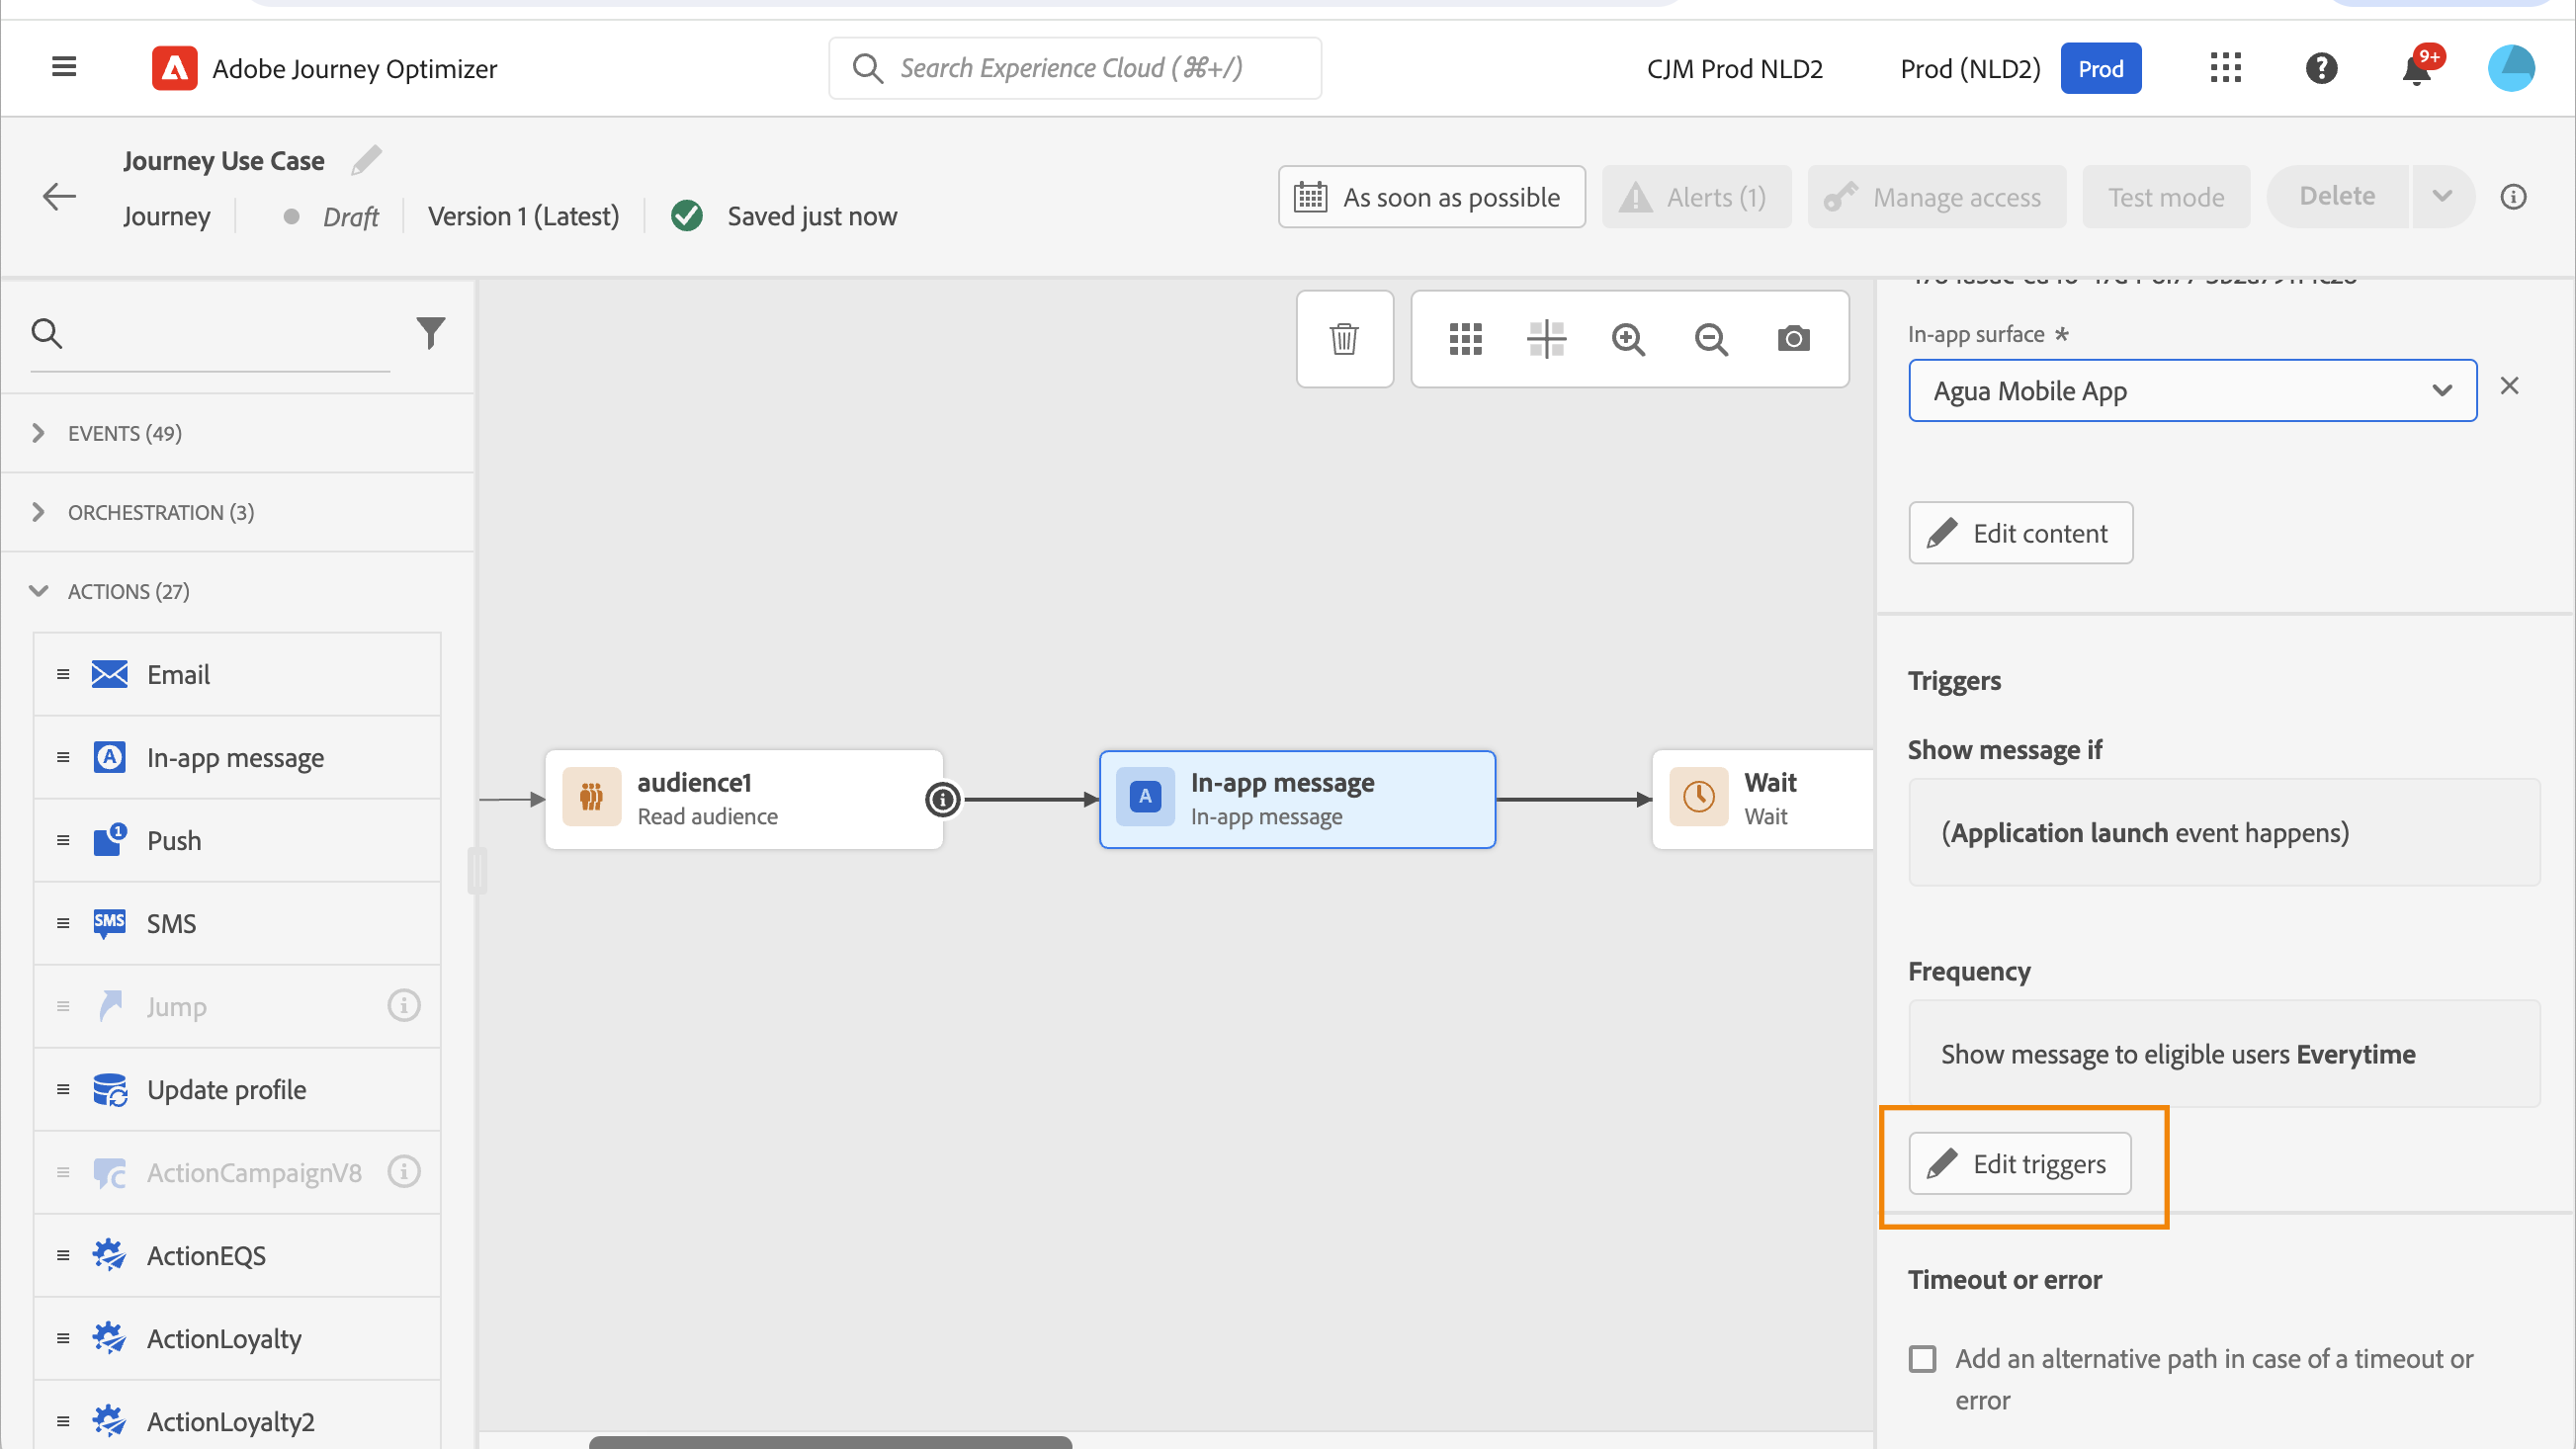 Adobe Journey Optimizer
Search Experience Cloud (⌘+/)
CJM Prod NLD2
Prod (NLD2)
Prod
9+
Journey Use Case
Journey
Draft
Version 1 (Latest)
Saved just now
As soon as possible
Alerts (1)
Manage access
Test mode
Delete
EVENTS (49)
ORCHESTRATION (3)
ACTIONS (27)
Email
In-app message
Push
SMS
SMS
Jump
Update profile
ActionCampaignV8
ActionEQS
ActionLoyalty
ActionLoyalty2
audience1
Read audience
In-app message
In-app message
Wait
Wait
In-app surface *
Agua Mobile App
Edit content
Triggers
Show message if
(Application launch event happens)
Frequency
Show message to eligible users Everytime
Edit triggers
Timeout or error
Add an alternative path in case of a timeout or
error